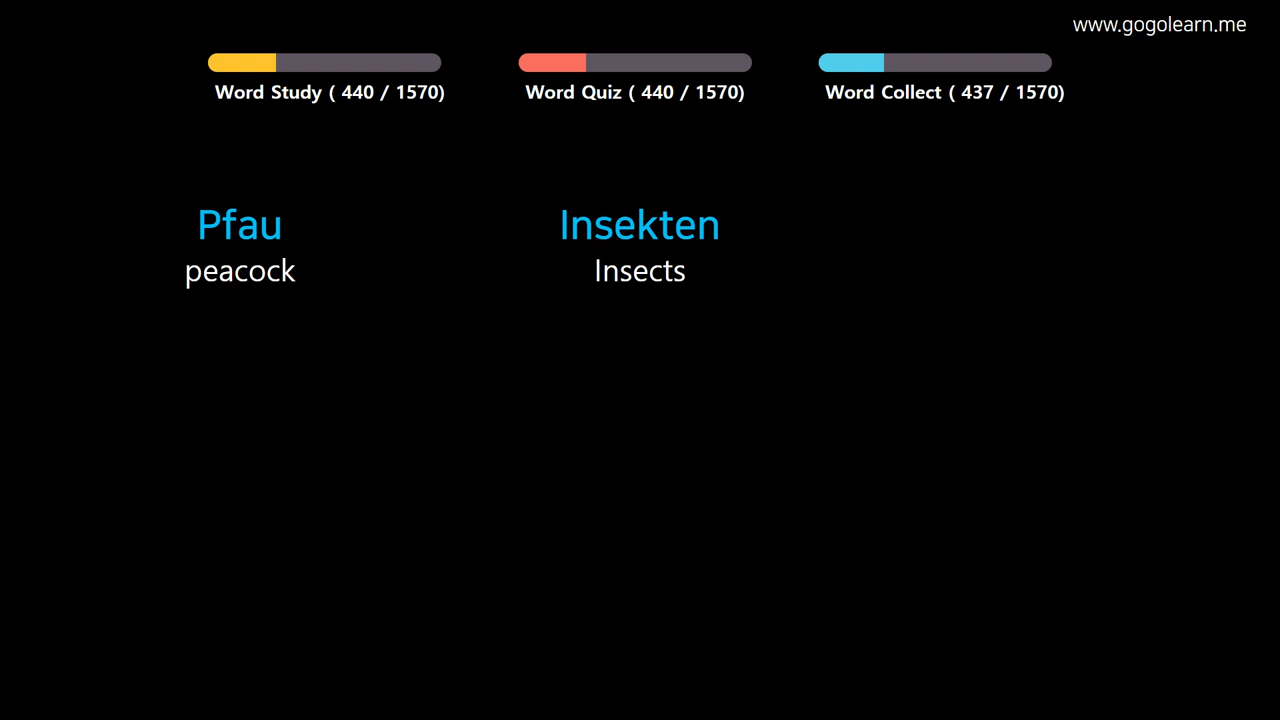 www.gogolearn.me
Word Study ( 440 / 1570)
Word Quiz ( 440 / 1570)
Word Collect ( 437 / 1570)
Pfau
peacock
Insekten
Insects